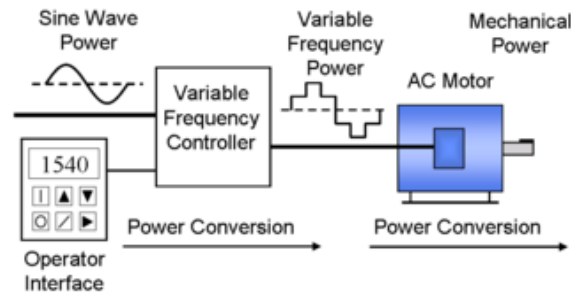 Sine Wave
Power
Variable
Frequency
Power
Mechanical
Power
AC Motor
Variable
Frequency
Controller
1540
Power Conversion
Power Conversion
Operator
Interface